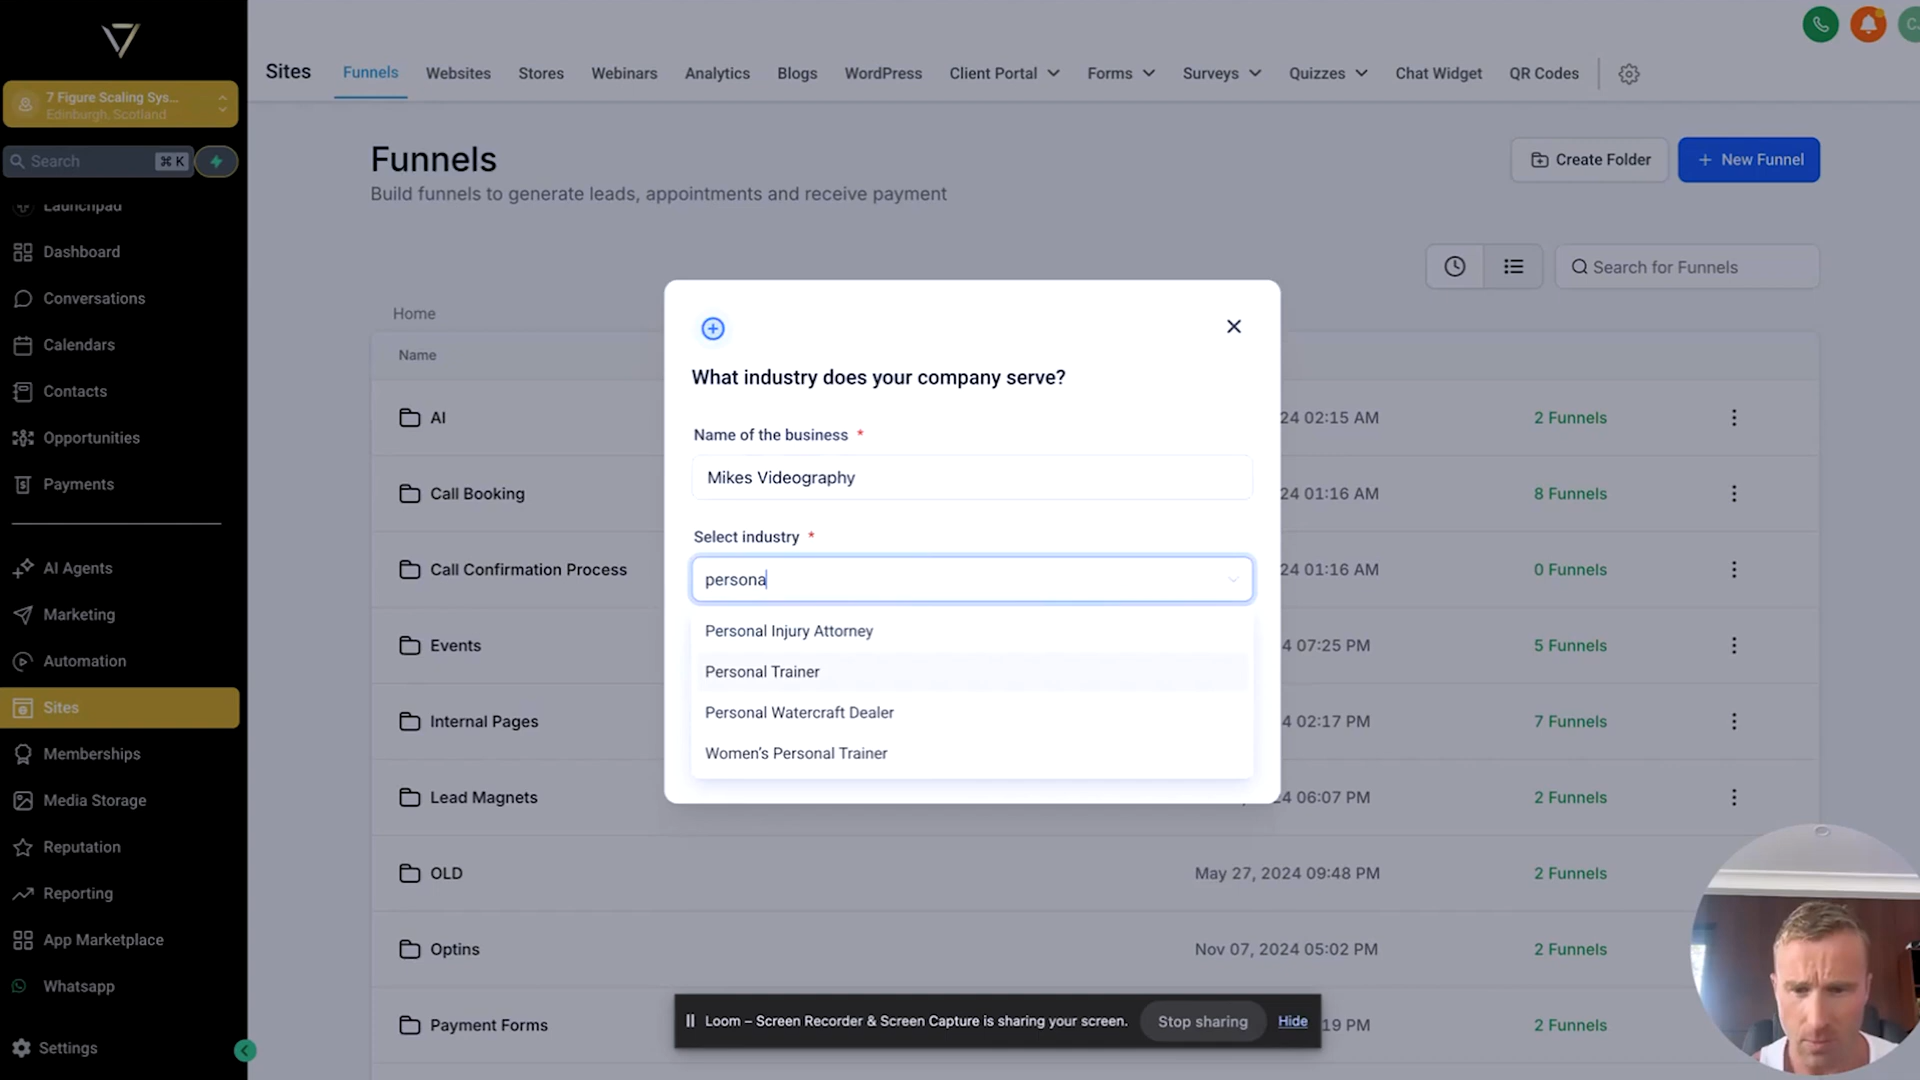 7 Figure Scaling Sys...
Edinburgh, Scotland
Search
⌘ K
Launchpad
Dashboard
Conversations
Calendars
Contacts
Opportunities
Payments
AI Agents
Marketing
Automation
Sites
Memberships
Media Storage
Reputation
Reporting
App Marketplace
Whatsapp
Settings
Sites Funnels Websites Stores Webinars Analytics Blogs WordPress Client Portal Forms Surveys Quizzes Chat Widget QR Codes
Funnels
Build funnels to generate leads, appointments and receive payment
Create Folder
+ New Funnel
Search for Funnels
Home
Name
AI 24 02:15 AM 2 Funnels
Call Booking 24 01:16 AM 8 Funnels
Call Confirmation Process 24 01:16 AM 0 Funnels
Events 4 07:25 PM 5 Funnels
Internal Pages 4 02:17 PM 7 Funnels
Lead Magnets 24 06:07 PM 2 Funnels
OLD May 27, 2024 09:48 PM 2 Funnels
Optins Nov 07, 2024 05:02 PM 2 Funnels
Payment Forms 19 PM 2 Funnels
What industry does your company serve?
Name of the business *
Mikes Videography
Select industry *
persona
Personal Injury Attorney
Personal Trainer
Personal Watercraft Dealer
Women's Personal Trainer
Loom – Screen Recorder & Screen Capture is sharing your screen.
Stop sharing
Hide